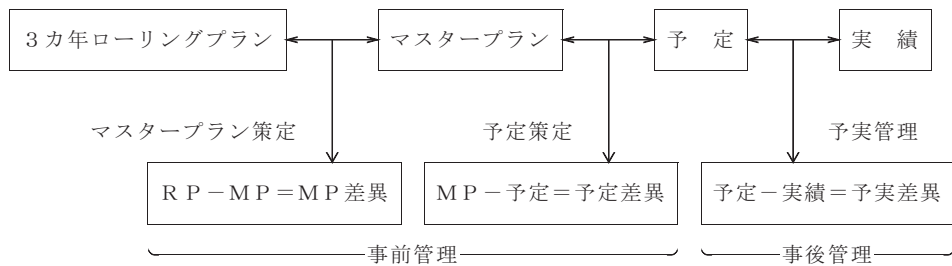 3カ年ローリングプラン
マスタープラン
予　定
実　績
マスタープラン策定
予定策定
予実管理
RP－MP＝MP差異
MP－予定＝予定差異
予定－実績＝予実差異
事前管理
事後管理